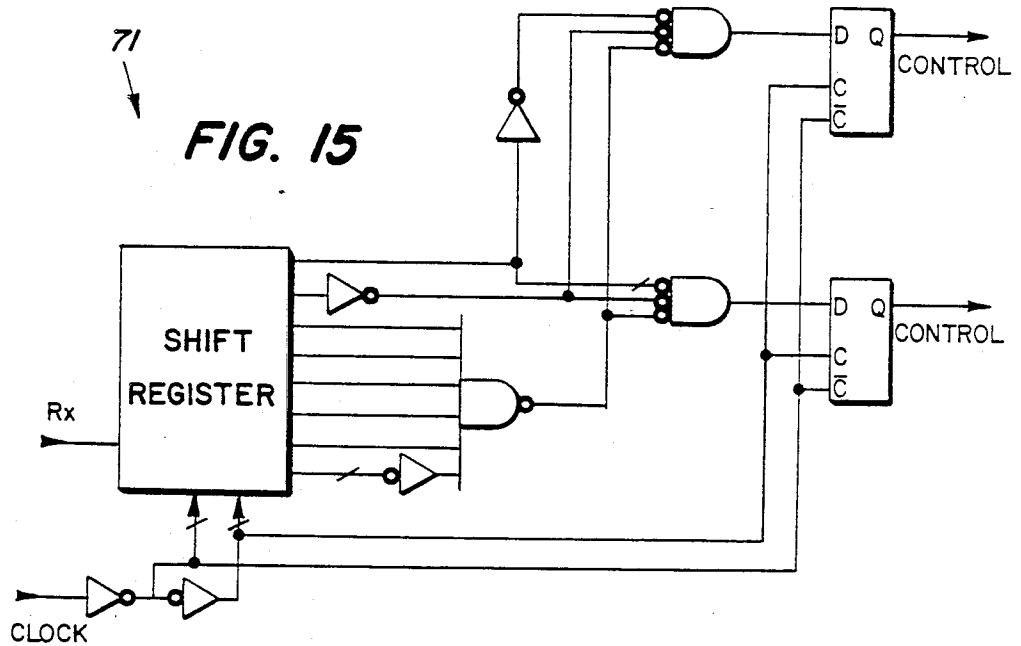 71
FIG. 15
D Q
CONTROL
C
C̅
SHIFT
REGISTER
D Q
CONTROL
C
C̅
Rx
CLOCK